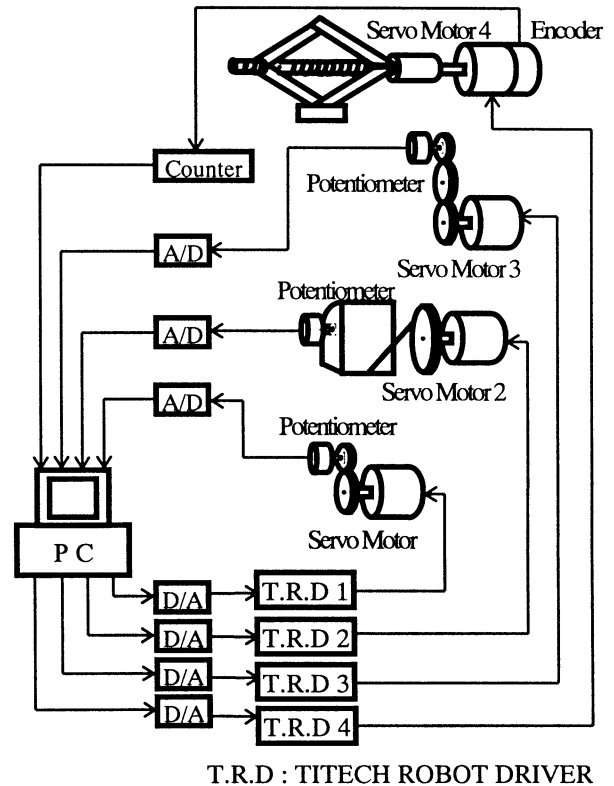 Servo Motor 4
Encoder
Counter
Potentiometer
A/D
Servo Motor 3
Potentiometer
A/D
Servo Motor 2
A/D
Potentiometer
Servo Motor
P C
D/A
T.R.D 1
D/A
T.R.D 2
D/A
T.R.D 3
D/A
T.R.D 4
T.R.D : TITECH ROBOT DRIVER